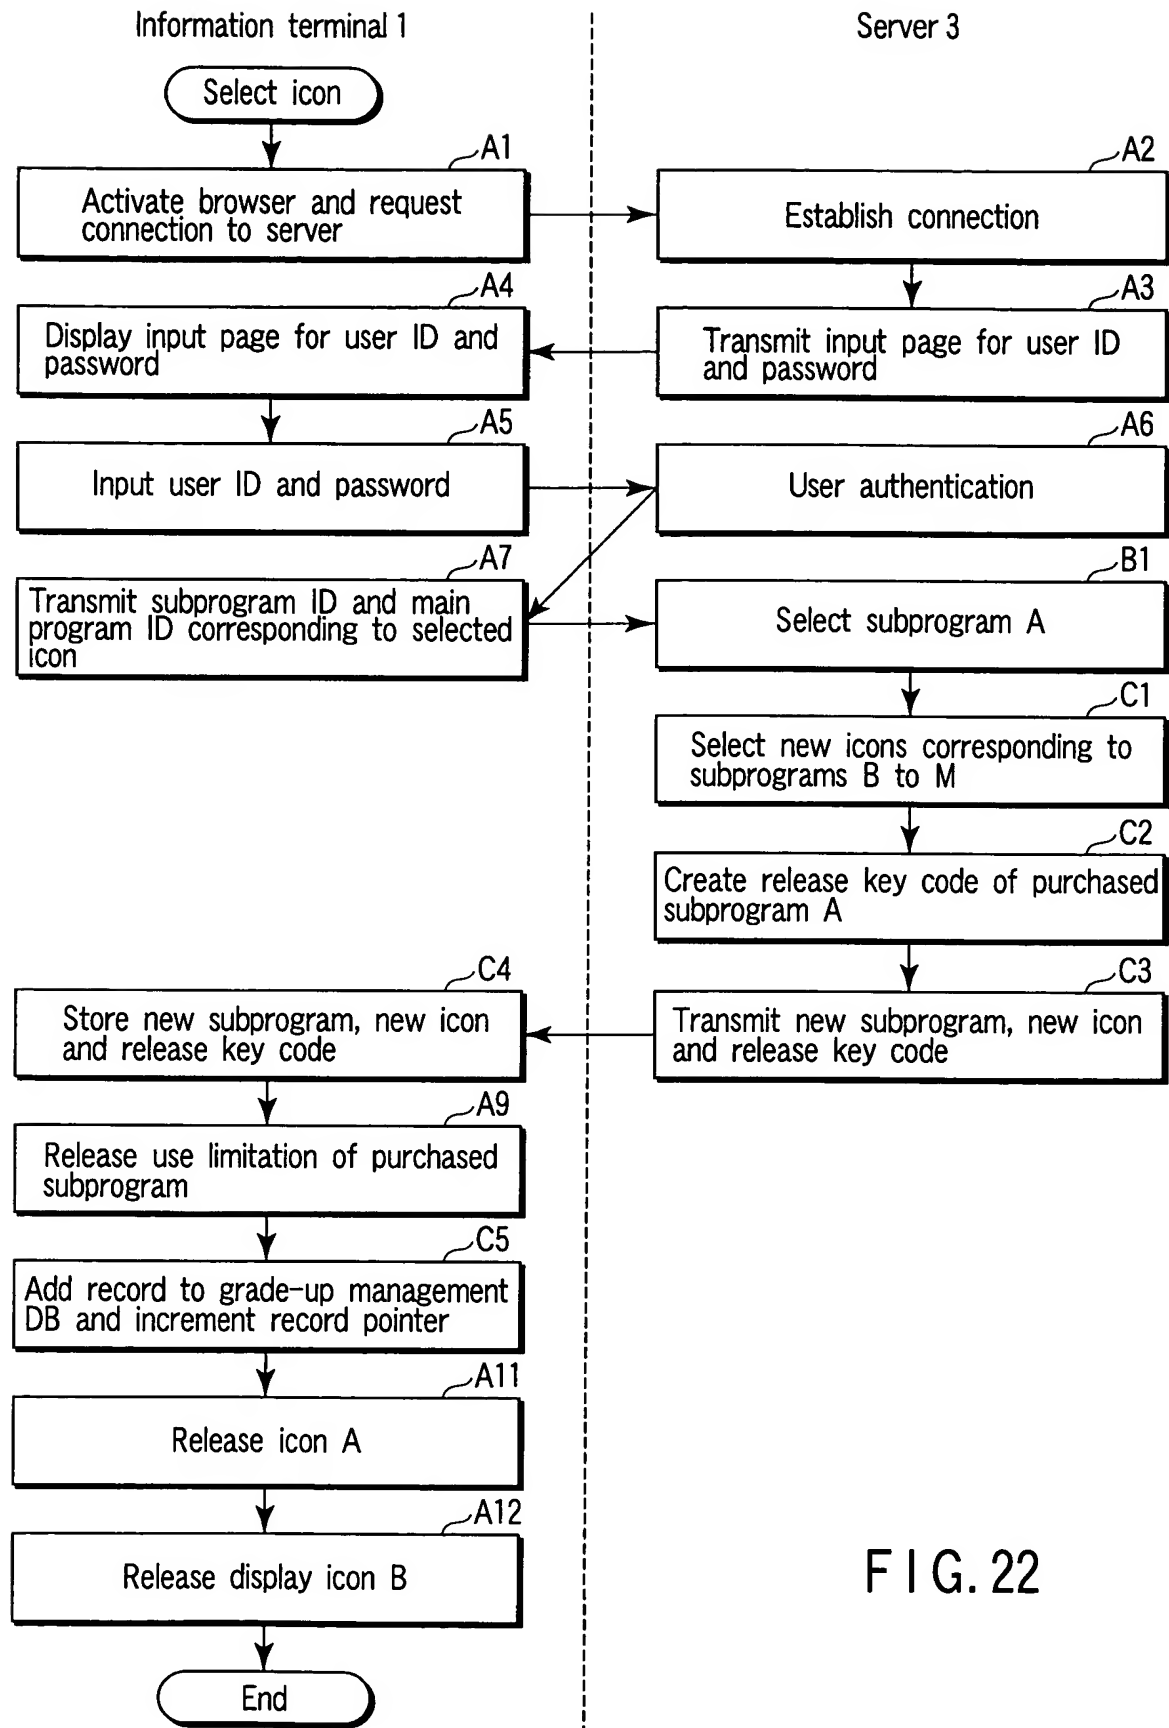 Information terminal 1
Server 3
Select icon
A1
Activate browser and request
connection to server
A2
Establish connection
A4
Display input page for user ID and
password
A3
Transmit input page for user ID
and password
A5
Input user ID and password
A6
User authentication
A7
Transmit subprogram ID and main
program ID corresponding to selected
icon
B1
Select subprogram A
C1
Select new icons corresponding to
subprograms B to M
C2
Create release key code of purchased
subprogram A
C4
Store new subprogram, new icon
and release key code
C3
Transmit new subprogram, new icon
and release key code
A9
Release use limitation of purchased
subprogram
C5
Add record to grade-up management
DB and increment record pointer
A11
Release icon A
A12
Release display icon B
End
FIG. 22